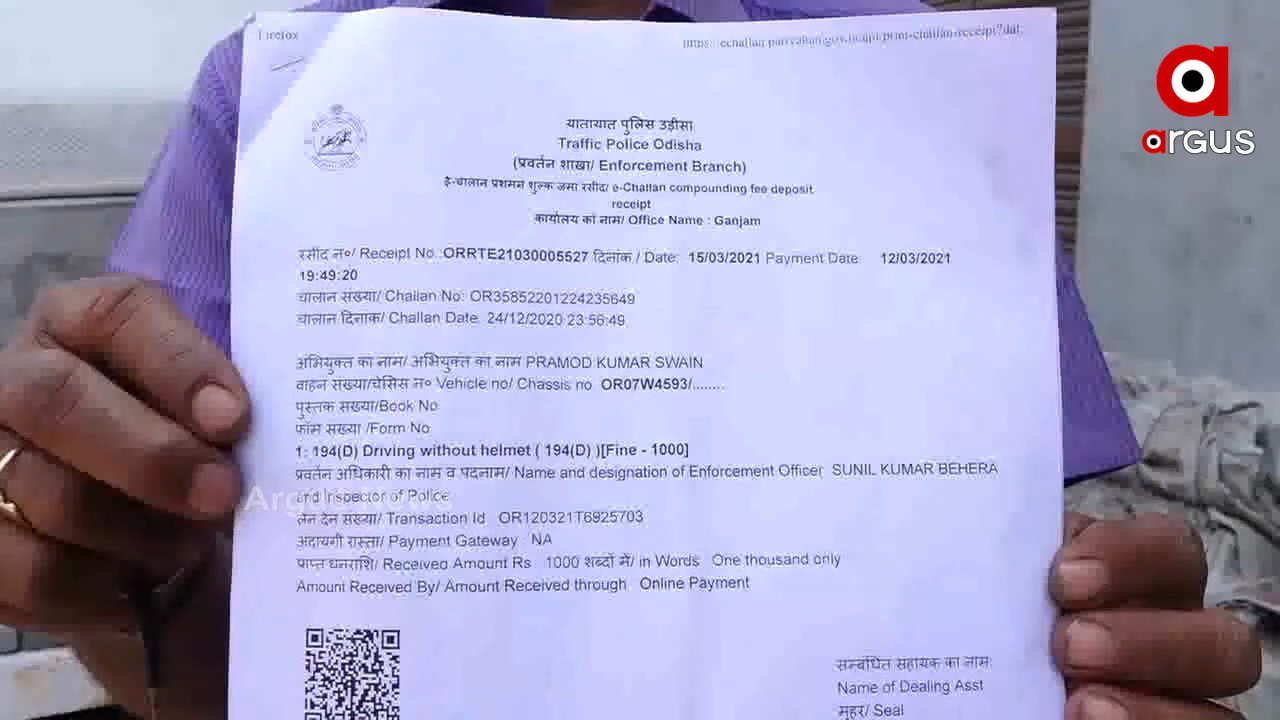 Firefox
argus
यातायात पुलिस उड़ीसा
Traffic Police Odisha
(प्रवर्तन शाखा/ Enforcement Branch)
ई-चालान प्रशमन शुल्क जमा रसीद/ e-Challan compounding fee deposit
receipt
कार्यालय का नाम/ Office Name : Ganjam
रसीद न०/ Receipt No.:ORRTE21030005527 दिनांक / Date: 15/03/2021 Payment Date: 12/03/2021
19:49:20
चालान संख्या/ Challan No: OR35852201224235649
चालान दिनांक/ Challan Date: 24/12/2020 23:56:49
अभियुक्त का नाम/ अभियुक्त का नाम PRAMOD KUMAR SWAIN
वाहन संख्या/चेसिस न० Vehicle no/ Chassis no OR07W4593/........
पुस्तक संख्या/Book No
फॉर्म संख्या /Form No
1: 194(D) Driving without helmet ( 194(D) )[Fine - 1000]
प्रवर्तन अधिकारी का नाम व पदनाम/ Name and designation of Enforcement Officer SUNIL KUMAR BEHERA
and Inspector of Police
Argus News
लेन देन संख्या/ Transaction Id OR120321T6925703
अदायगी रास्ता/ Payment Gateway NA
प्राप्त धनराशि/ Received Amount Rs 1000 शब्दों में/ in Words One thousand only
Amount Received By/ Amount Received through Online Payment
सम्बंधित सहायक का नाम:
Name of Dealing Asst
मुहर/ Seal